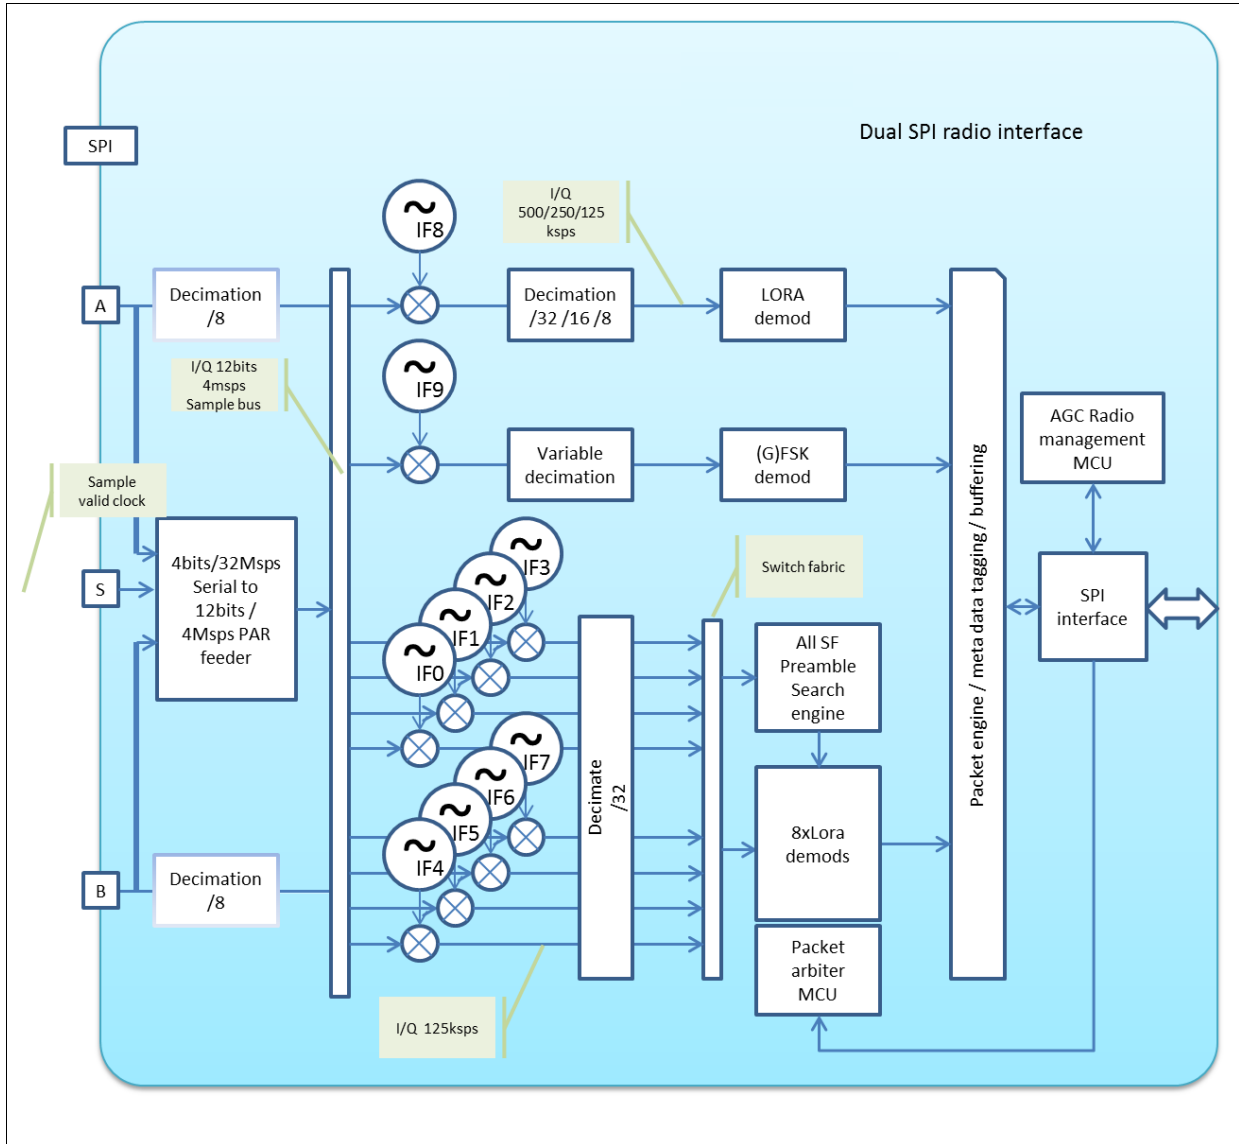 Dual SPI radio interface
SPI
I/Q
500/250/125
ksps
~
IF8
A
Decimation
/8
Decimation
/32 /16 /8
LORA
demod
I/Q 12bits
4msps
Sample bus
~
IF9
Variable
decimation
(G)FSK
demod
AGC Radio
management
MCU
Sample
valid clock
4bits/32Msps
Serial to
12bits /
4Msps PAR
feeder
S
~
IF3
~
IF2
~
IF1
~
IF0
Switch fabric
All SF
Preamble
Search
engine
SPI
interface
Packet engine / meta data tagging / buffering
Decimate
/32
~
IF7
~
IF6
~
IF5
~
IF4
8xLora
demods
B
Decimation
/8
Packet
arbiter
MCU
I/Q 125ksps